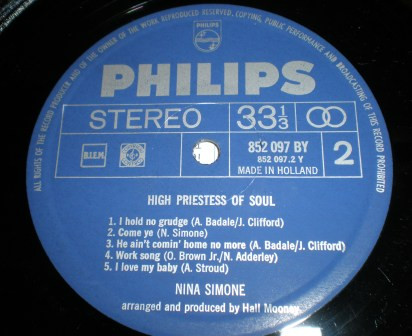 ALL RIGHTS OF THE RECORD PRODUCER AND OF THE OWNER OF THE WORK REPRODUCED RESERVED. COPYING, PUBLIC PERFORMANCE AND BROADCASTING OF THIS RECORD PROHIBITED
PHILIPS
PHILIPS
STEREO 33 1/3
B.I.E.M. 852 097 BY 2
852 097.2 Y
MADE IN HOLLAND
HIGH PRIESTESS OF SOUL
1. I hold no grudge (A. Badale/J. Clifford)
2. Come ye (N. Simone)
3. He ain't comin' home no more (A. Badale/J. Clifford)
4. Work song (O. Brown Jr./N. Adderley)
5. I love my baby (A. Stroud)
NINA SIMONE
arranged and produced by Hall Mooney